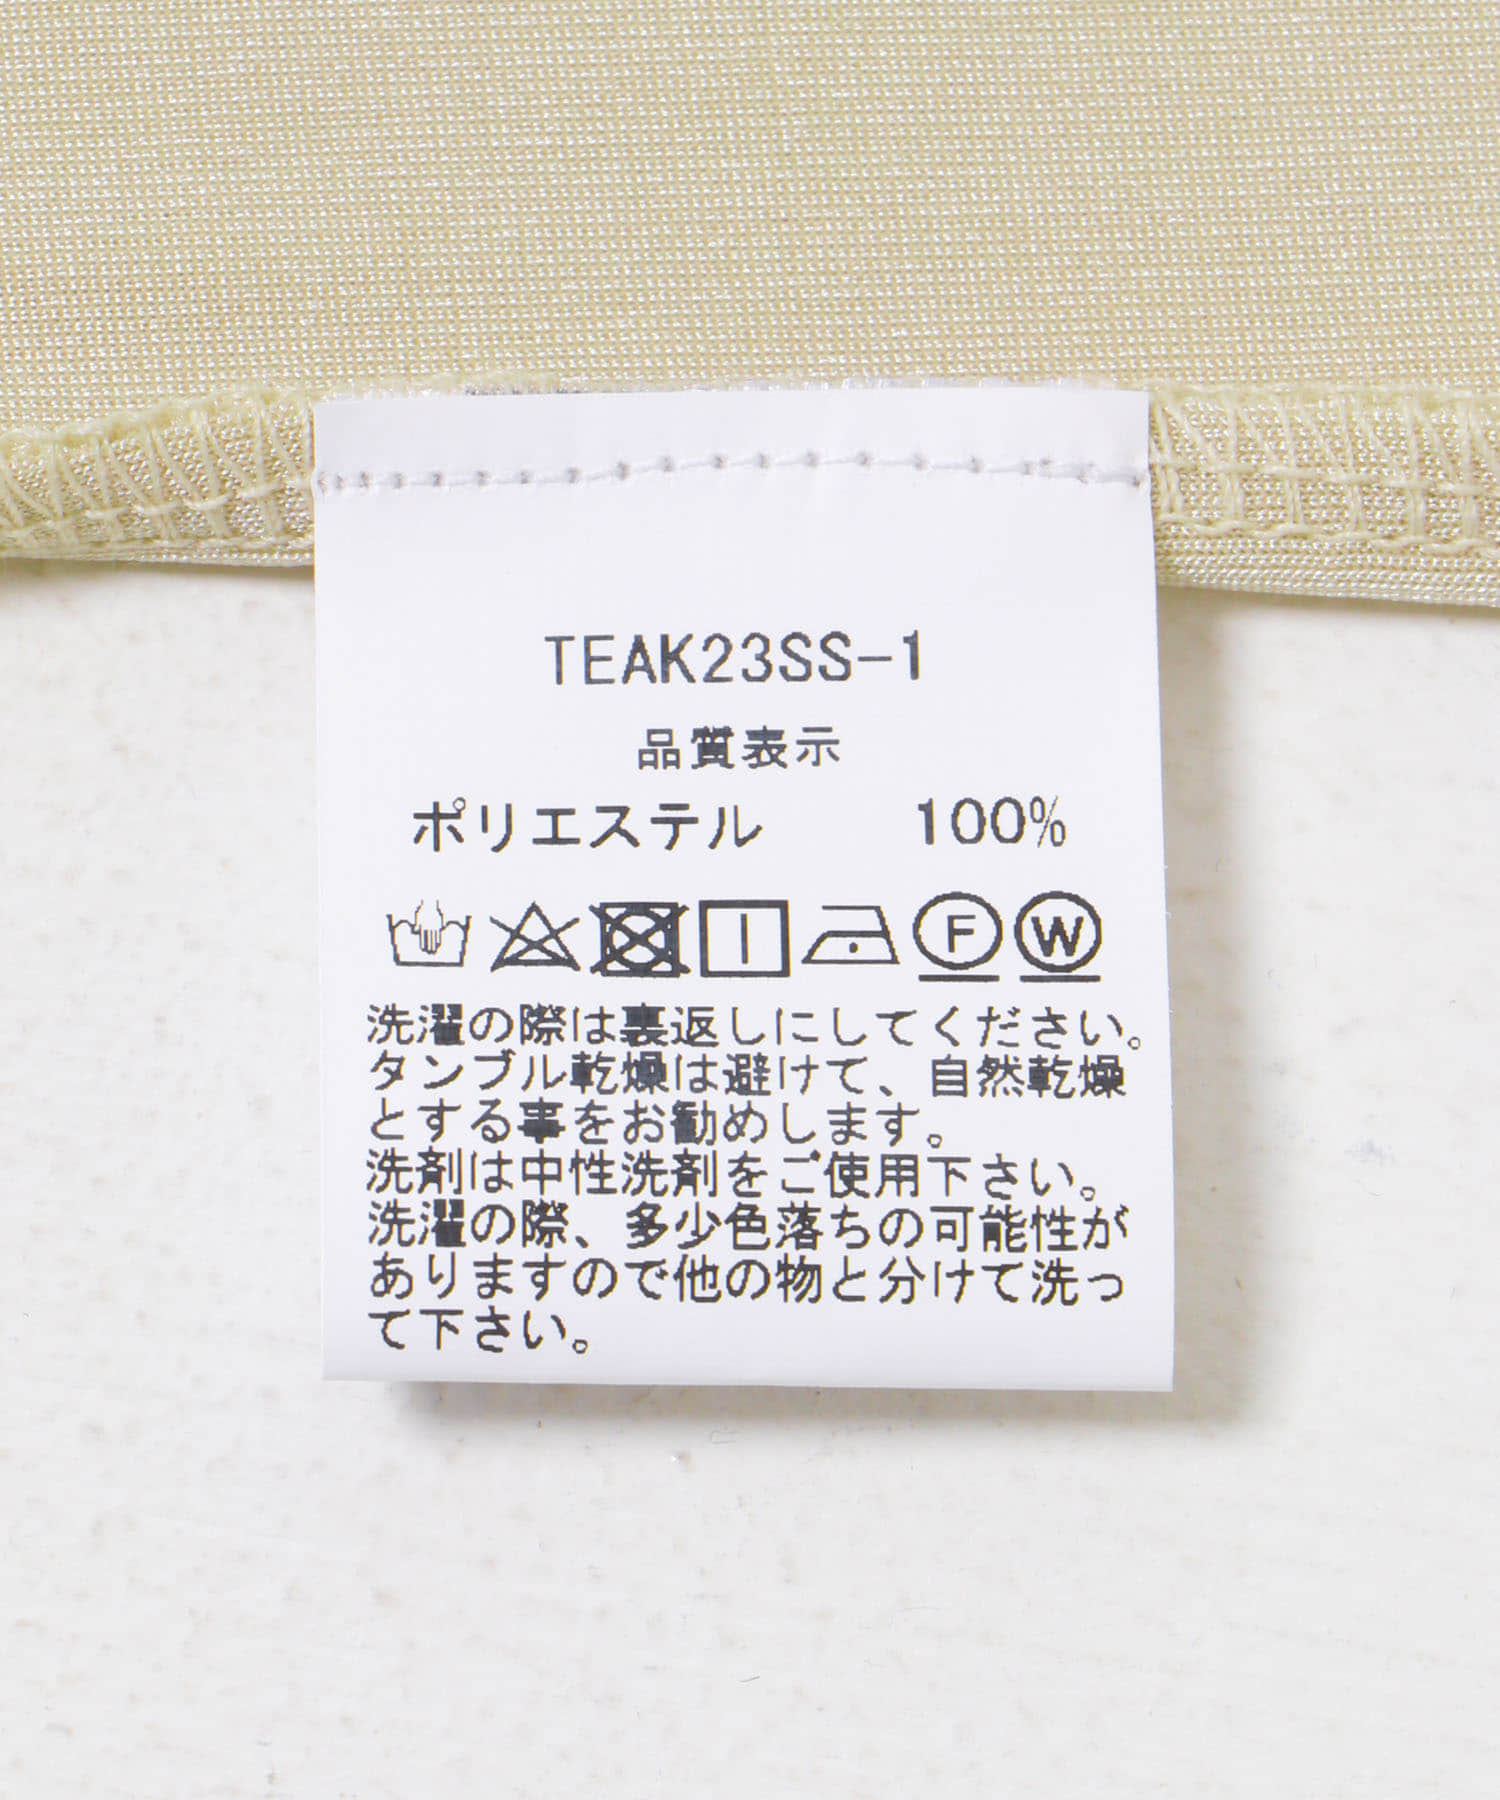 TEAK23SS-1
品質表示
ポリエステル 100%
F W
洗濯の際は裏返しにしてください。
タンブル乾燥は避けて、自然乾燥
とする事をお勧めします。
洗剤は中性洗剤をご使用下さい。
洗濯の際、多少色落ちの可能性が
ありますので他の物と分けて洗っ
て下さい。